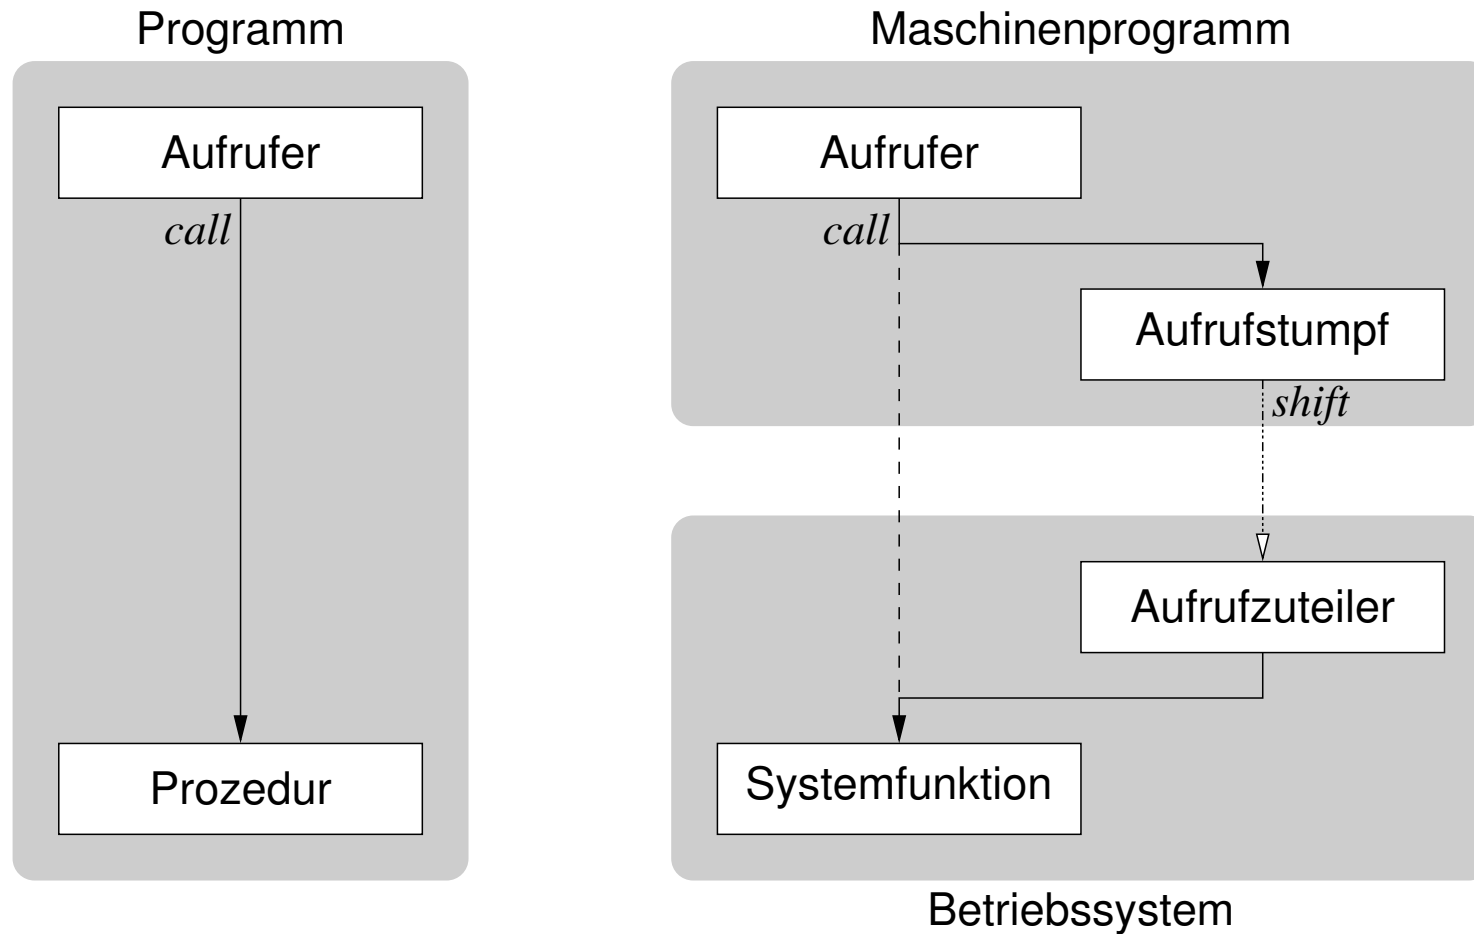 Programm
Aufrufer
call
Prozedur
Maschinenprogramm
Aufrufer
call
Aufrufstumpf
shift
Aufrufzuteiler
Systemfunktion
Betriebssystem